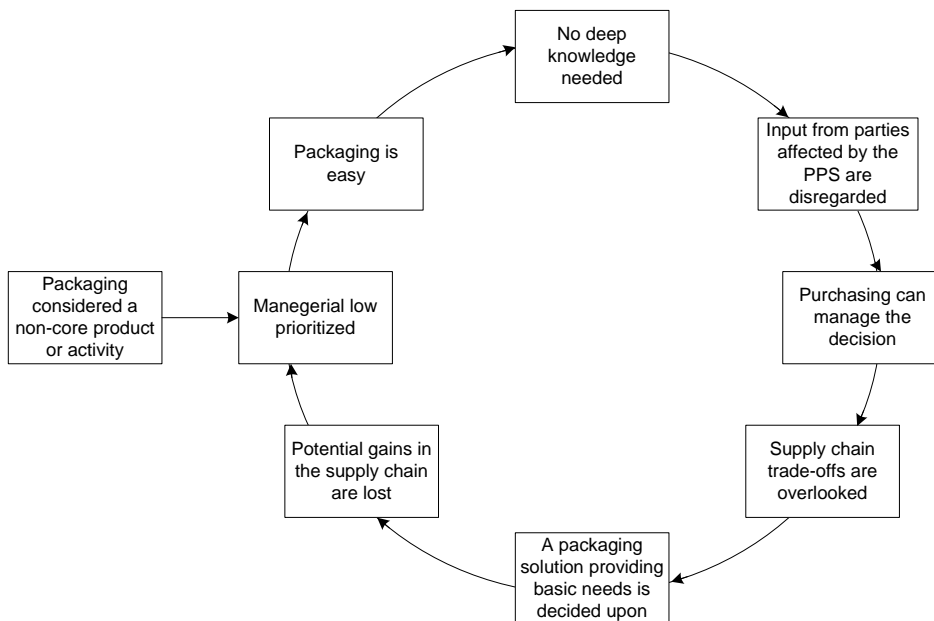 No deep
knowledge
needed
Packaging is
easy
Input from parties
affected by the
PPS are
disregarded
Packaging
considered a
non-core product
or activity
Manegerial low
prioritized
Purchasing can
manage the
decision
Potential gains in
the supply chain
are lost
Supply chain
trade-offs are
overlooked
A packaging
solution providing
basic needs is
decided upon